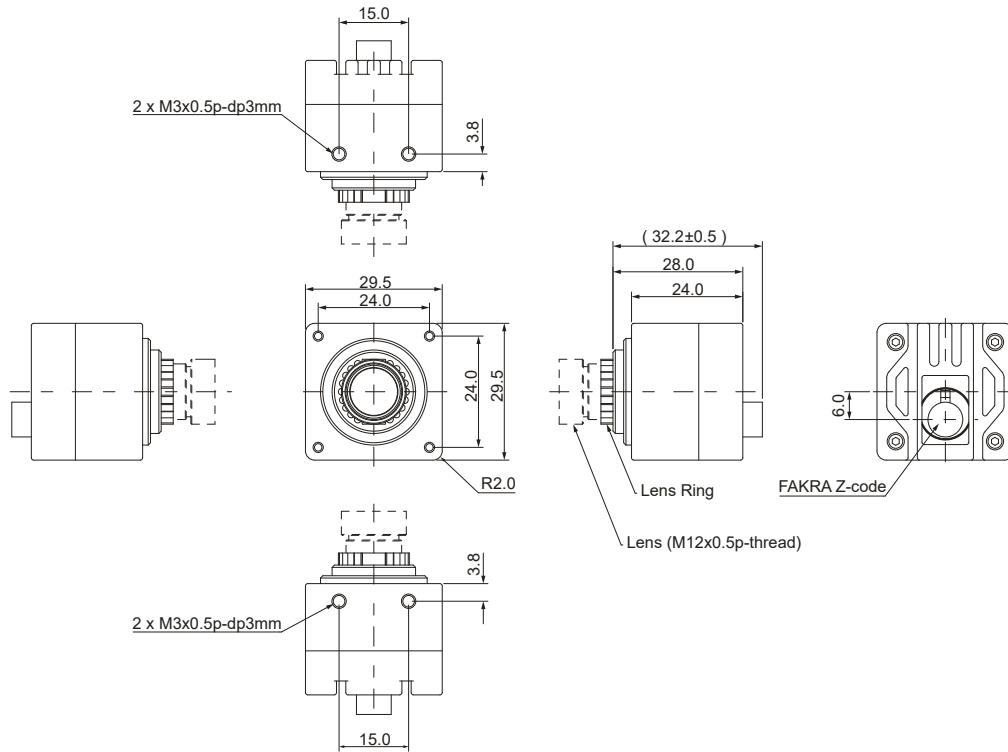 15.0
2 x M3x0.5p-dp3mm
3.8
( 32.2±0.5 )
28.0
24.0
29.5
24.0
24.0
29.5
R2.0
6.0
Lens Ring
FAKRA Z-code
Lens (M12x0.5p-thread)
3.8
2 x M3x0.5p-dp3mm
15.0